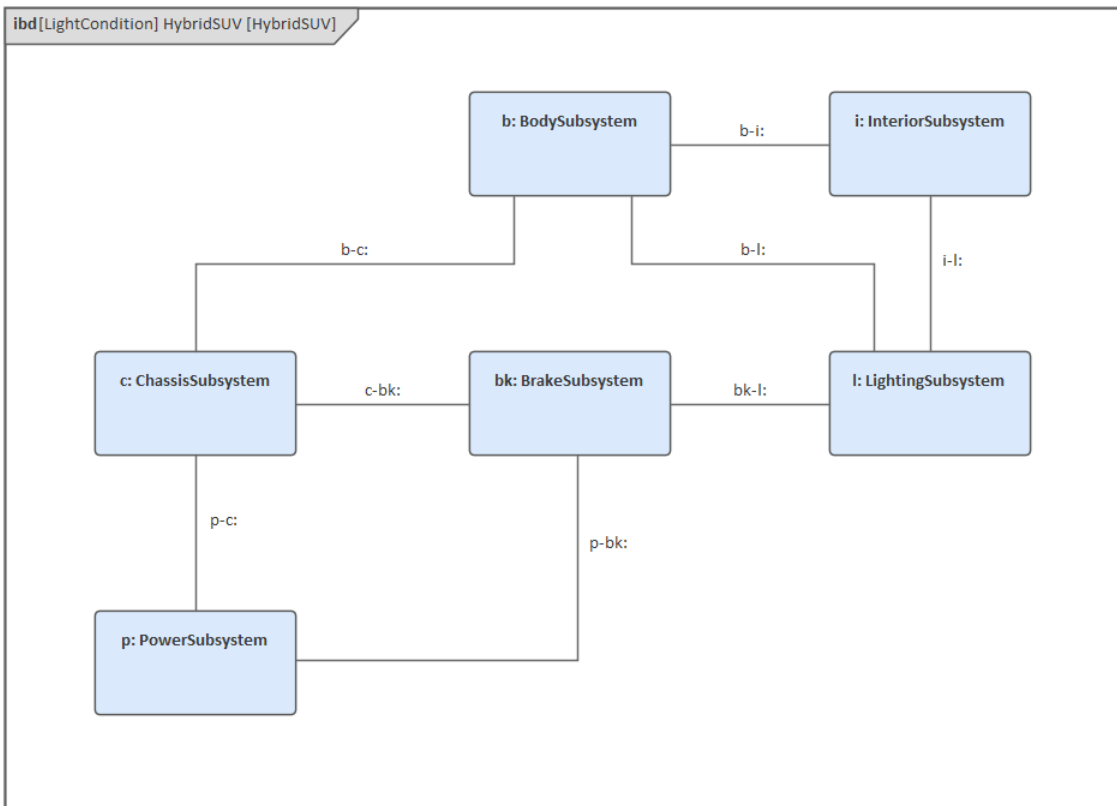 ibd[LightCondition] HybridSUV [HybridSUV]
b: BodySubsystem
b-i:
i: InteriorSubsystem
b-c:
b-l:
i-l:
c: ChassisSubsystem
c-bk:
bk: BrakeSubsystem
bk-l:
l: LightingSubsystem
p-c:
p-bk:
p: PowerSubsystem